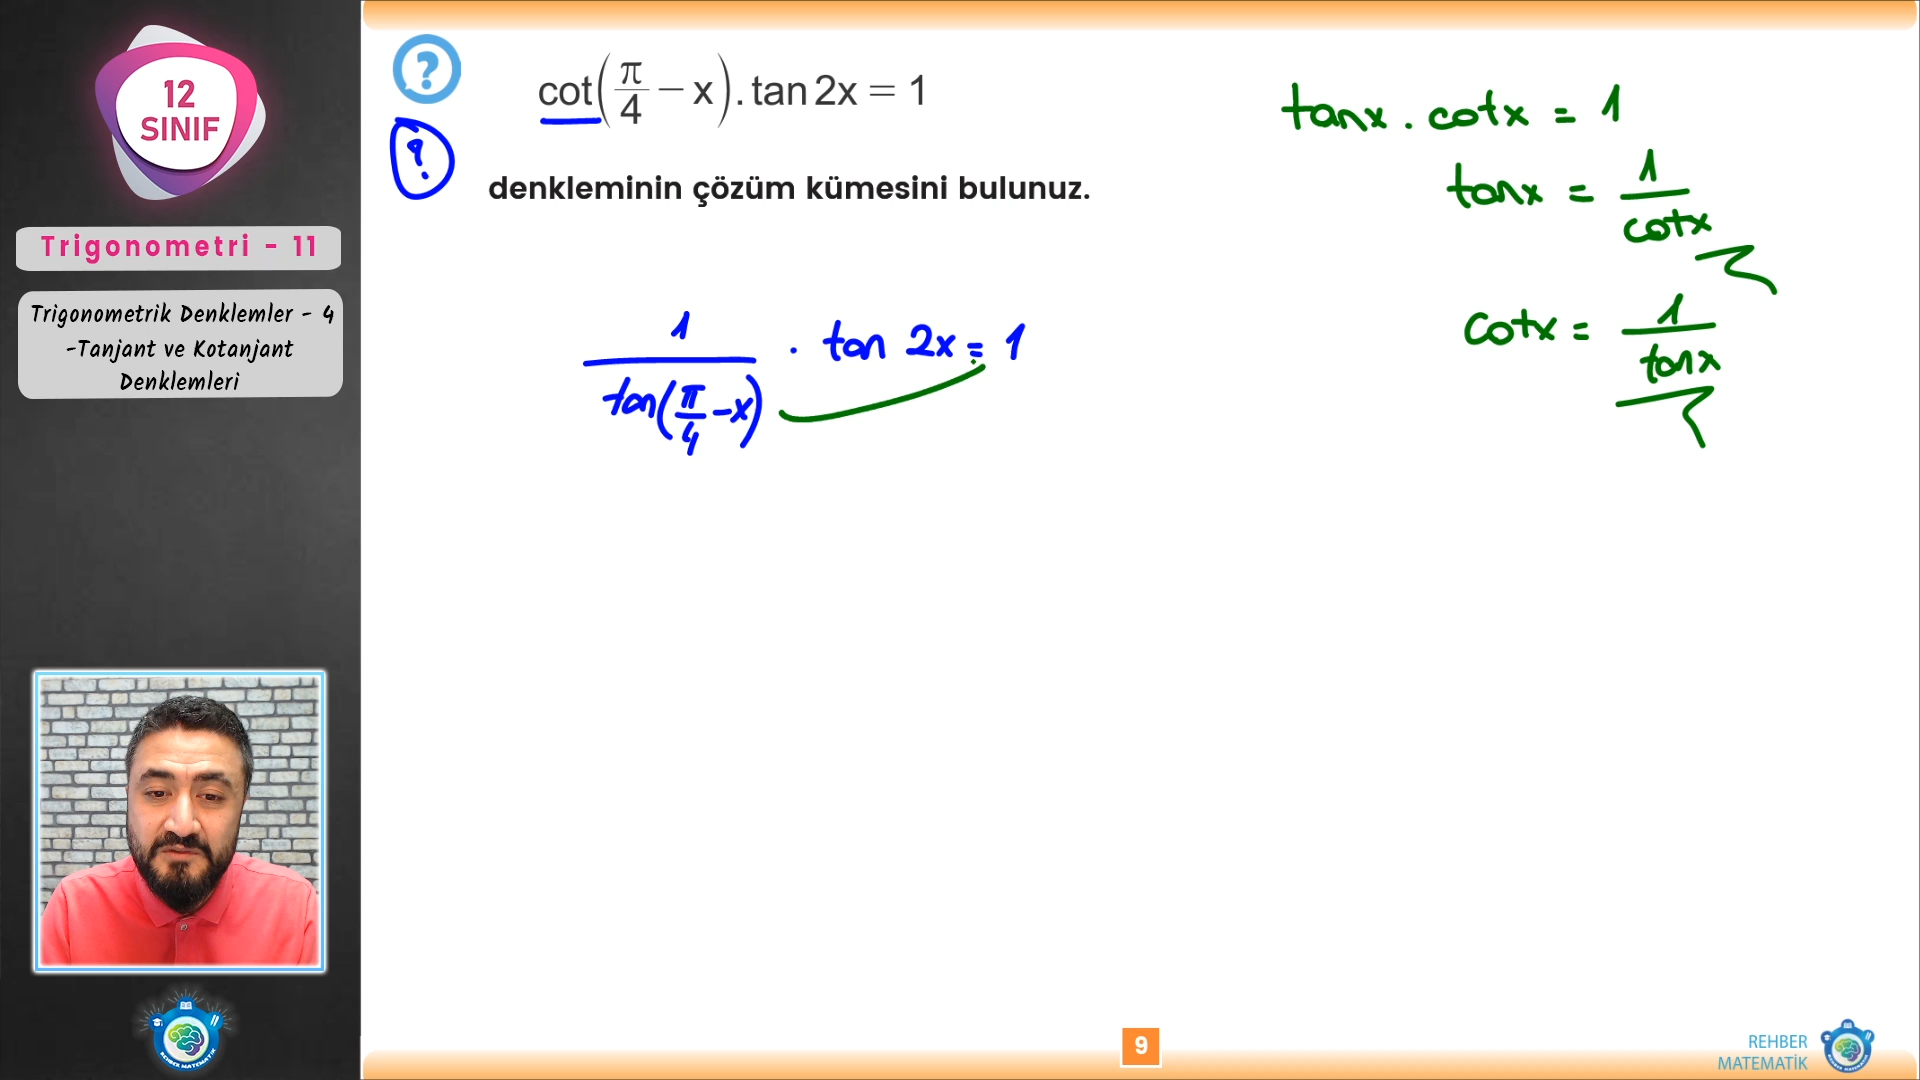 12
SINIF
Trigonometri - 11
Trigonometrik Denklemler - 4
-Tanjant ve Kotanjant
Denklemleri
cot(π/4 − x) . tan 2x = 1
denkleminin çözüm kümesini bulunuz.
?
1/tan(π/4 − x) . tan 2x = 1
tanx . cotx = 1
tanx = 1/cotx
cotx = 1/tanx
9
REHBER
MATEMATİK
REHBER MATEMATİK